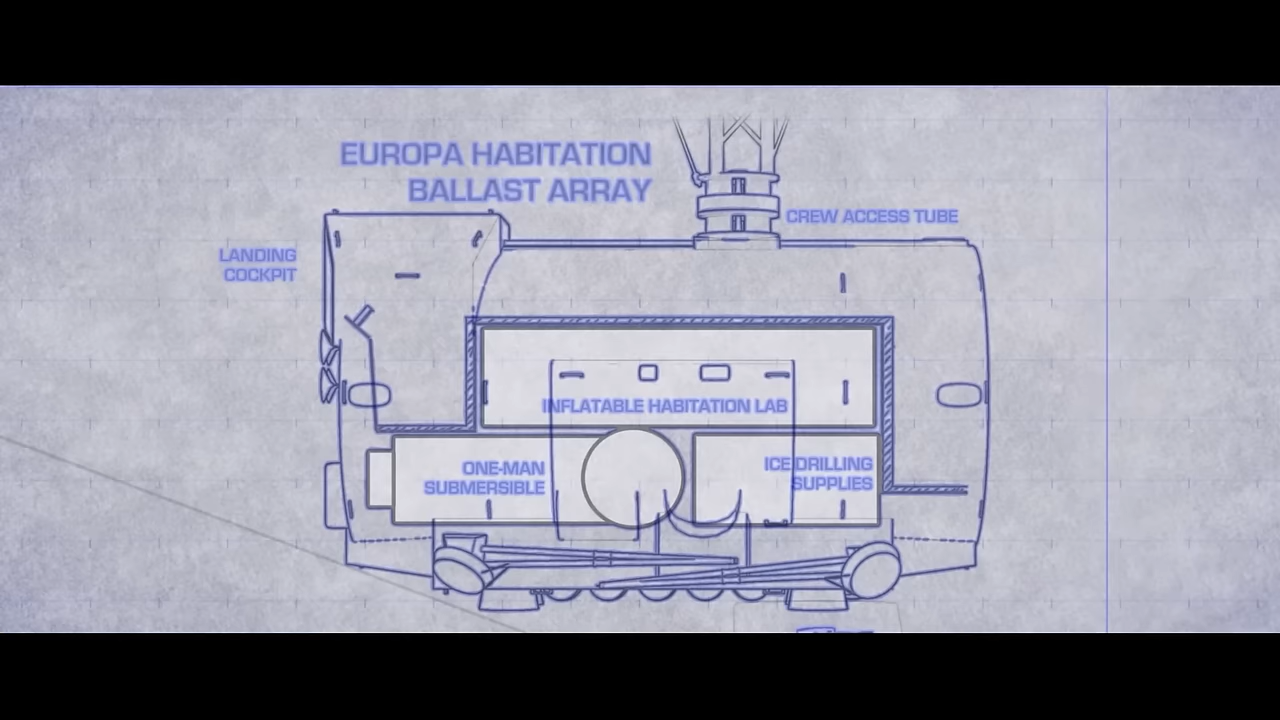 EUROPA HABITATION
BALLAST ARRAY
CREW ACCESS TUBE
LANDING
COCKPIT
INFLATABLE HABITATION LAB
ONE-MAN
SUBMERSIBLE
ICE DRILLING
SUPPLIES